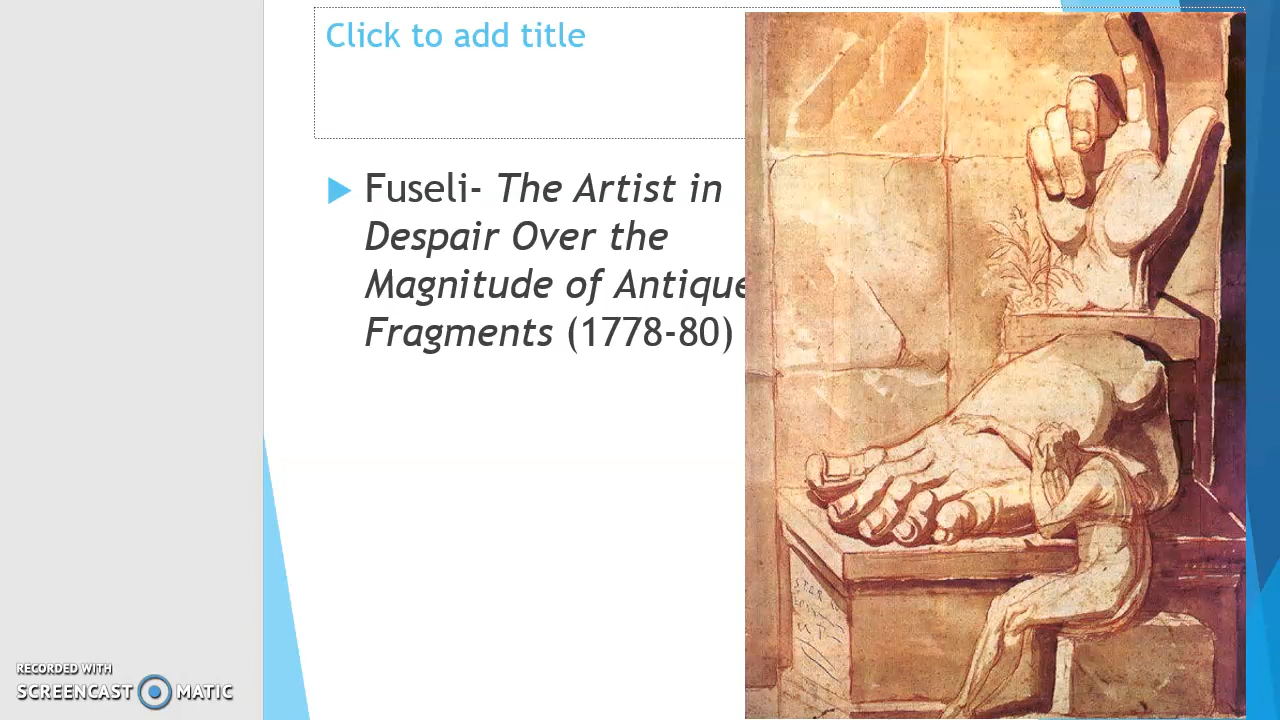 Click to add title
Fuseli- The Artist in
Despair Over the
Magnitude of Antique
Fragments (1778-80)
RECORDED WITH
SCREENCAST MATIC